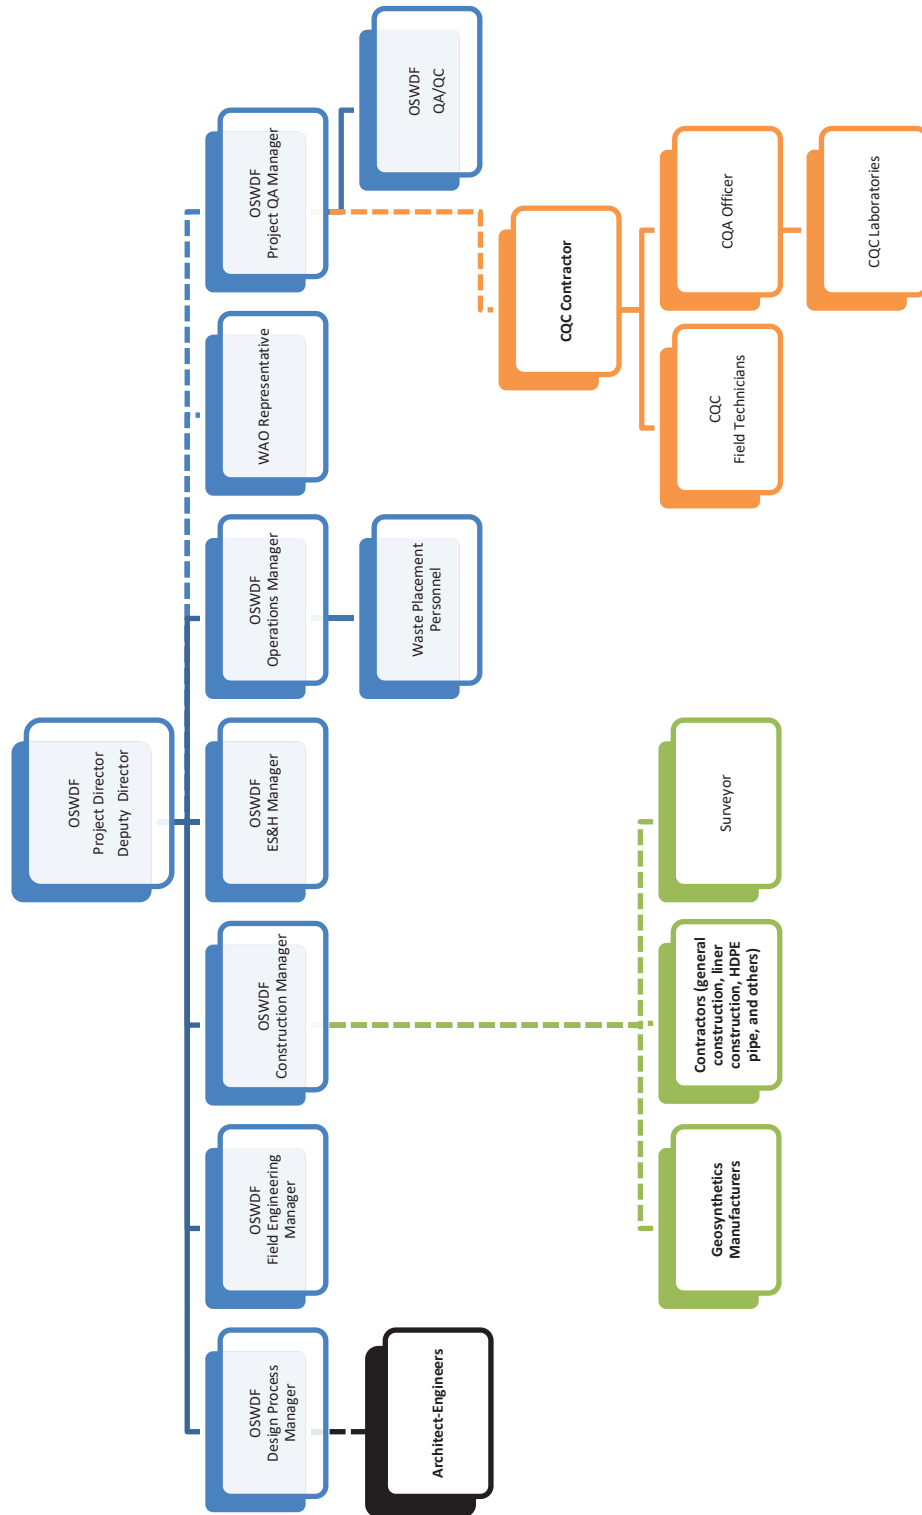 OSWDF
Project Director
Deputy Director
OSWDF
Design Process
Manager
OSWDF
Field Engineering
Manager
OSWDF
Construction Manager
OSWDF
ES&H Manager
OSWDF
Operations Manager
WAO Representative
OSWDF
Project QA Manager
Architect-Engineers
Waste Placement
Personnel
OSWDF
QA/QC
CQC Contractor
Geosynthetics
Manufacturers
Contractors (general
construction, liner
construction, HDPE
pipe, and others)
Surveyor
CQC
Field Technicians
CQA Officer
CQC Laboratories